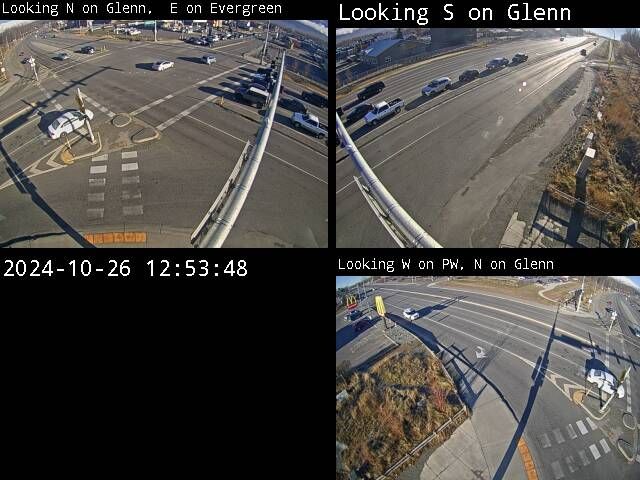 Looking N on Glenn, E on Evergreen
Looking S on Glenn
2024-10-26 12:53:48
Looking W on PW, N on Glenn